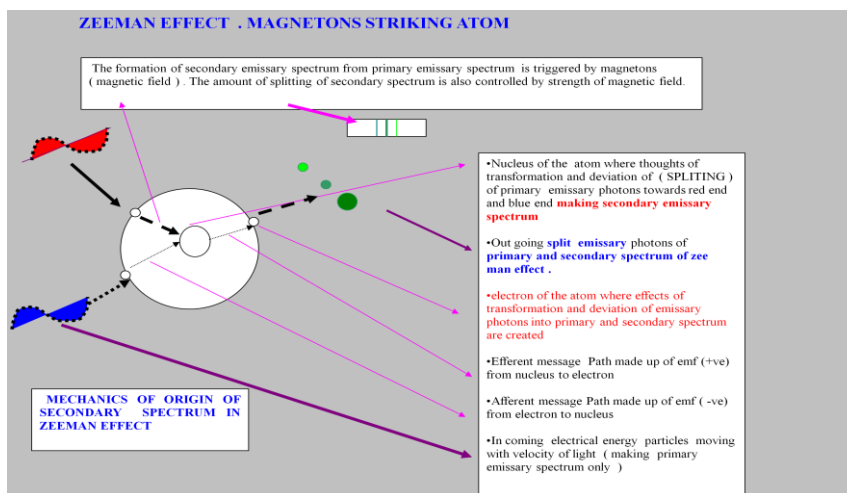 ZEEMAN EFFECT . MAGNETONS STRIKING ATOM
The formation of secondary emissary spectrum from primary emissary spectrum is triggered by magnetons
( magnetic field ) . The amount of splitting of secondary spectrum is also controlled by strength of magnetic field.
•Nucleus of the atom where thoughts of
transformation and deviation of ( SPLITING )
of primary emissary photons towards red end
and blue end making secondary emissary
spectrum
•Out going split emissary photons of
primary and secondary spectrum of zee
man effect .
•electron of the atom where effects of
transformation and deviation of emissary
photons into primary and secondary spectrum
are created
•Efferent message Path made up of emf (+ve)
from nucleus to electron
•Afferent message Path made up of emf ( -ve)
from electron to nucleus
•In coming electrical energy particles moving
with velocity of light ( making primary
emissary spectrum only )
MECHANICS OF ORIGIN OF
SECONDARY SPECTRUM IN
ZEEMAN EFFECT